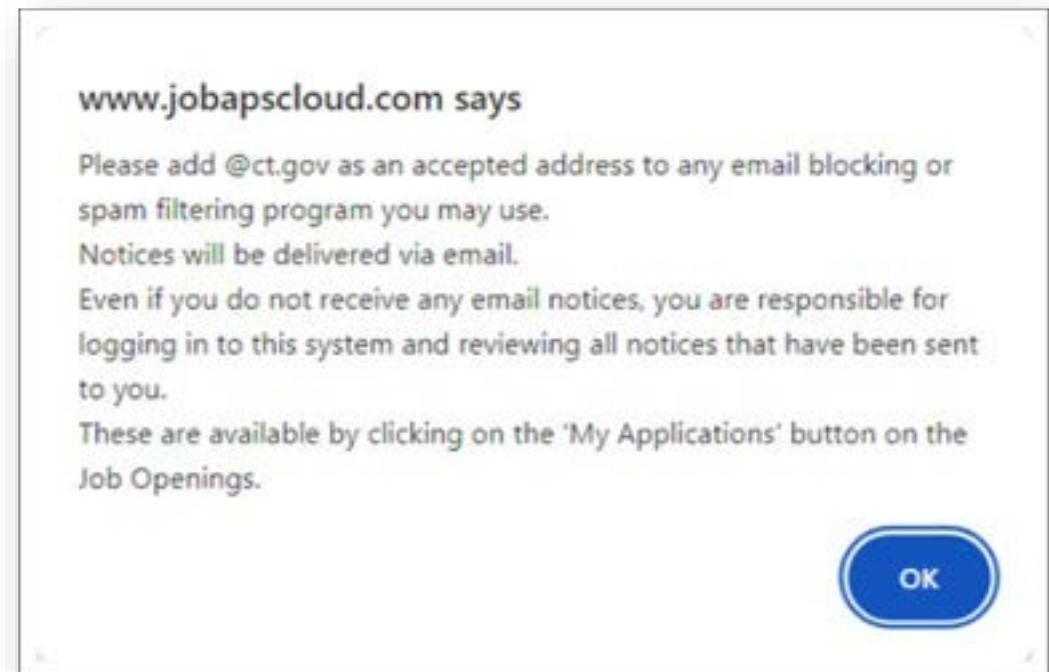 www.jobapscloud.com says
Please add @ct.gov as an accepted address to any email blocking or
spam filtering program you may use.
Notices will be delivered via email.
Even if you do not receive any email notices, you are responsible for
logging in to this system and reviewing all notices that have been sent
to you.
These are available by clicking on the 'My Applications' button on the
Job Openings.
OK